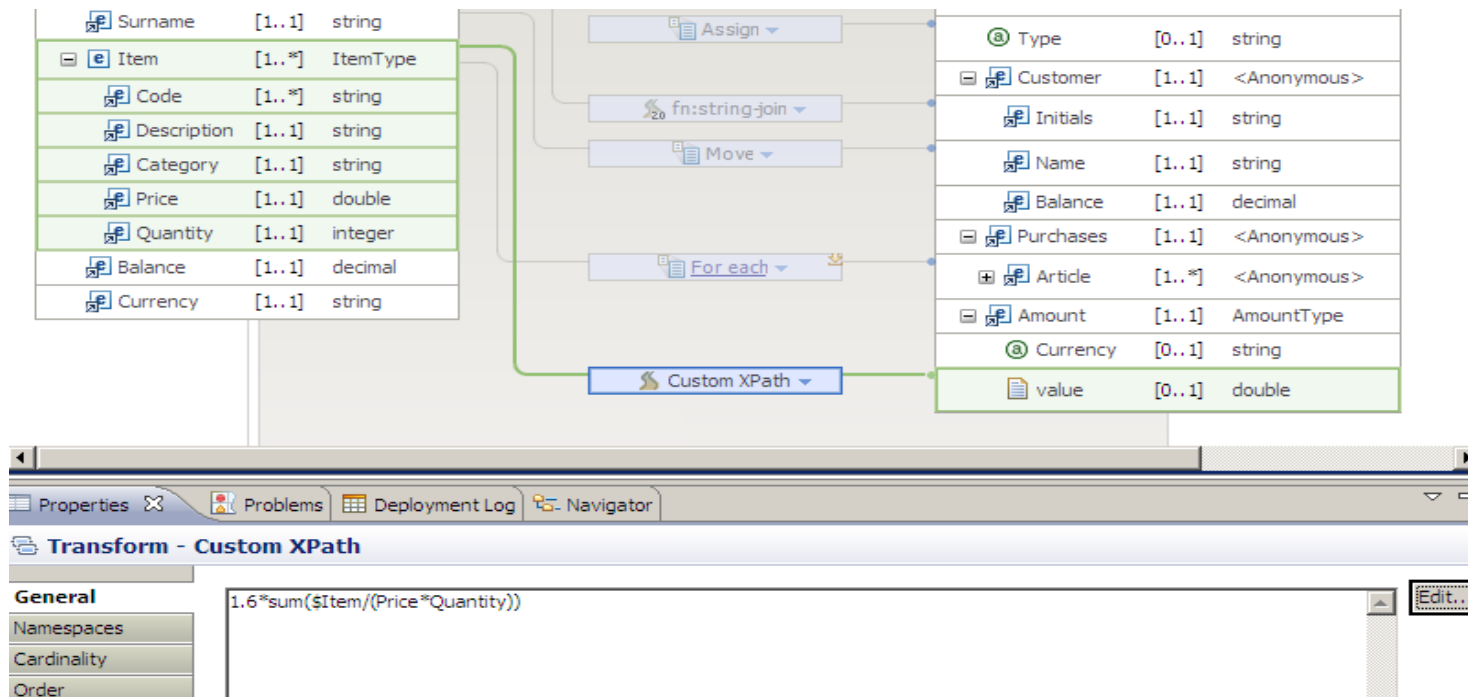 Surname [1..1] string
Item [1..*] ItemType
Code [1..*] string
Description [1..1] string
Category [1..1] string
Price [1..1] double
Quantity [1..1] integer
Balance [1..1] decimal
Currency [1..1] string
Assign
fn:string-join
Move
For each
Custom XPath
Type [0..1] string
Customer [1..1] <Anonymous>
Initials [1..1] string
Name [1..1] string
Balance [1..1] decimal
Purchases [1..1] <Anonymous>
Article [1..*] <Anonymous>
Amount [1..1] AmountType
Currency [0..1] string
value [0..1] double
Properties Problems Deployment Log Navigator
Transform - Custom XPath
General
Namespaces
Cardinality
Order
1.6*sum($Item/(Price*Quantity))
Edit...